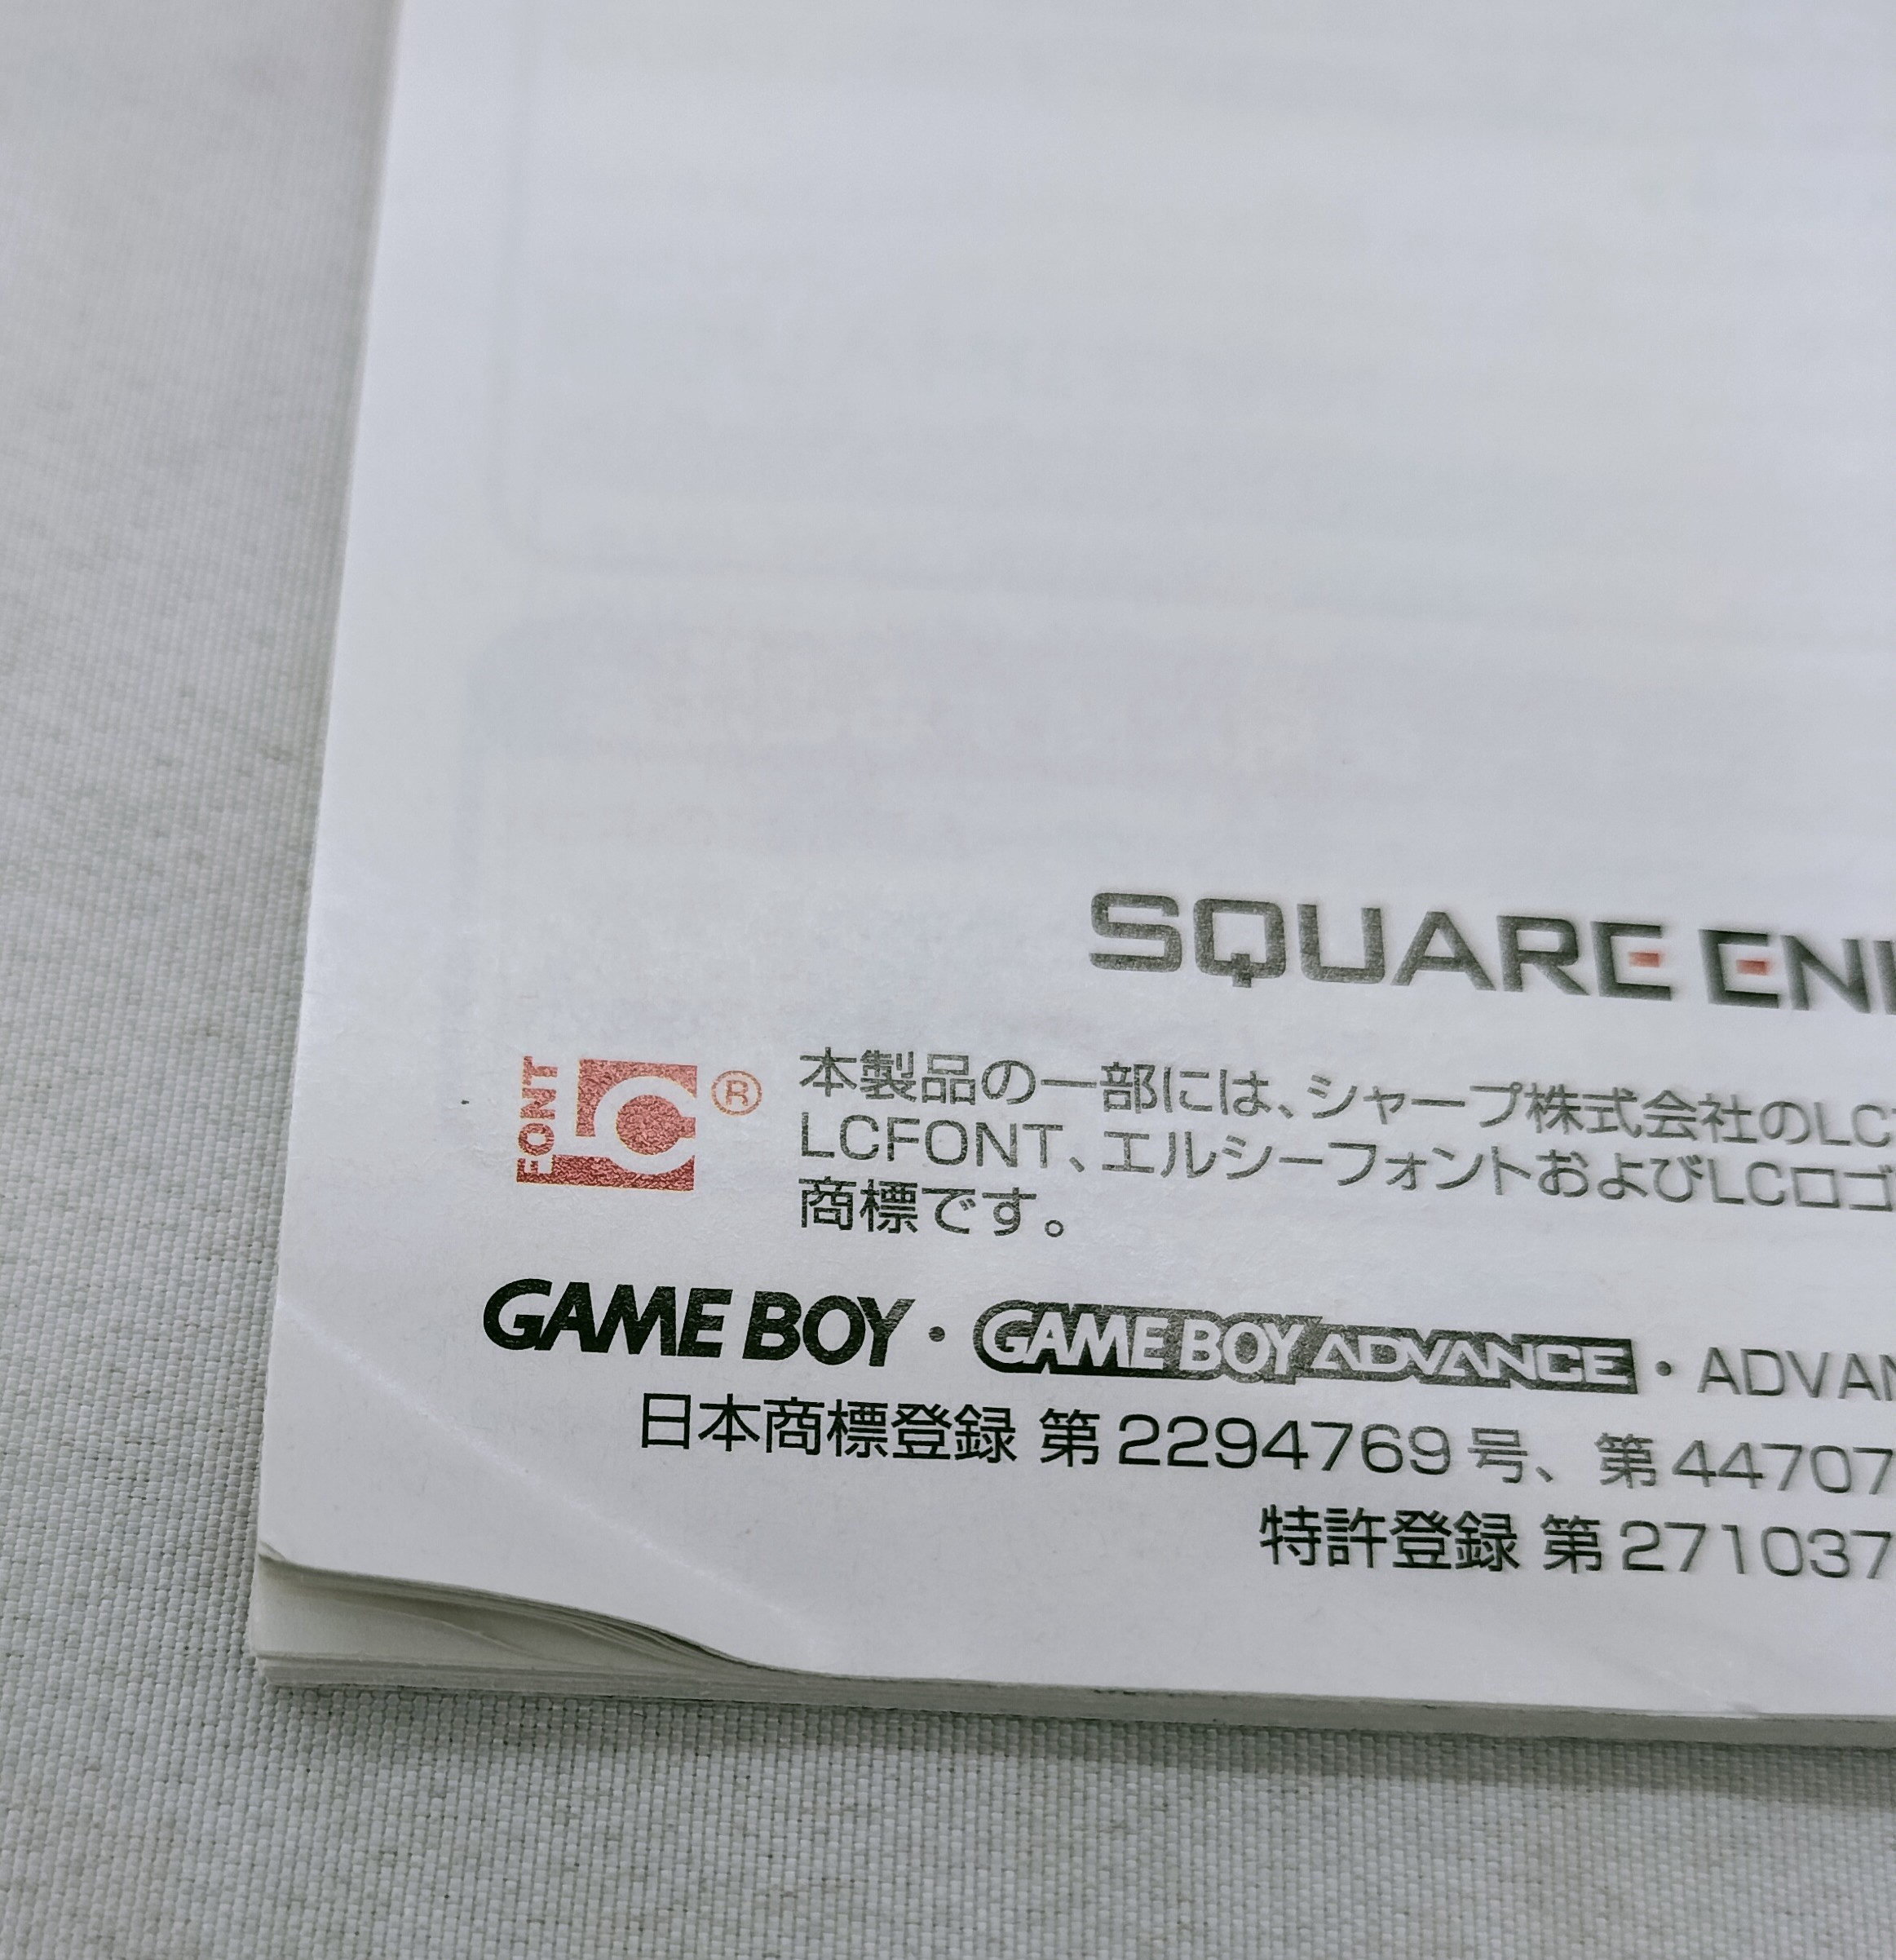 SQUARE ENI
FONT LC ® 本製品の一部には、シャープ株式会社のLC
LCFONT、エルシーフォントおよびLCロゴ
商標です。
GAME BOY・GAME BOY ADVANCE・ADVAN
日本商標登録 第2294769号、第44707
特許登録 第271037